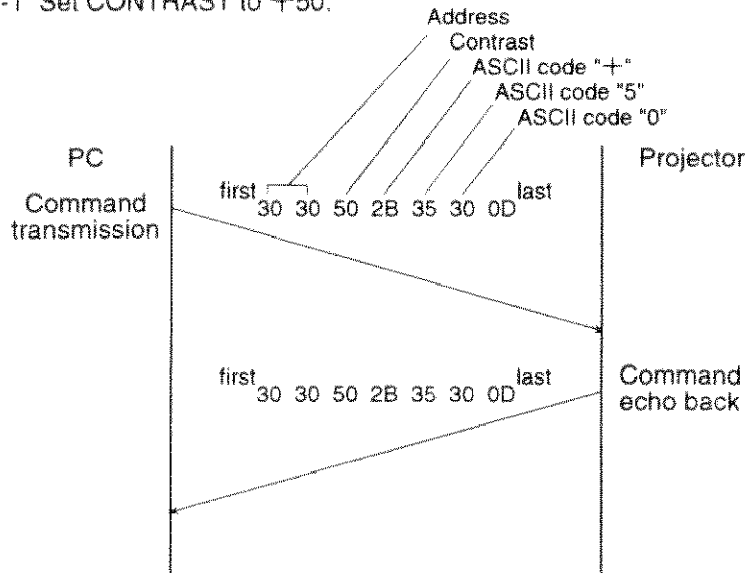 -1 Set CONTRAST to +50.
Address
Contrast
ASCII code "+"
ASCII code "5"
ASCII code "0"
PC
Projector
Command
transmission
first 30 30 50 2B 35 30 0D last
first 30 30 50 2B 35 30 0D last
Command
echo back